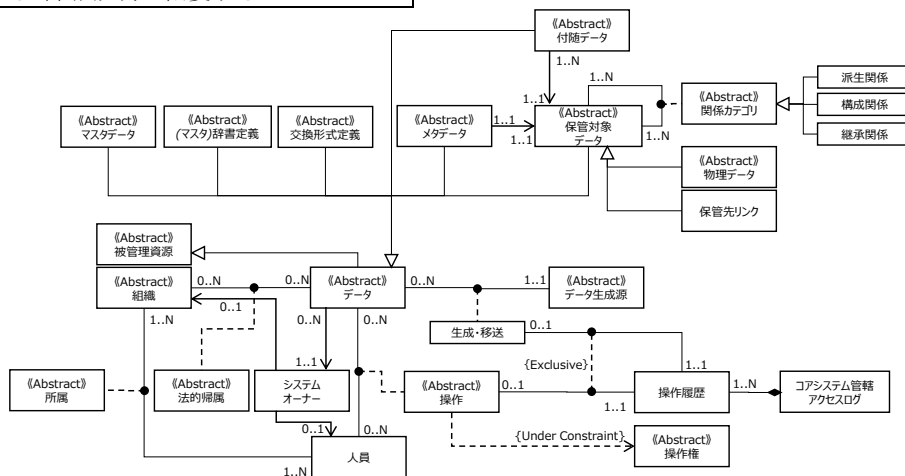 《Abstract》
付随データ
1..N
1..N
《Abstract》
関係カテゴリ
派生関係
構成関係
継承関係
《Abstract》
マスタデータ
《Abstract》
(マスタ)辞書定義
《Abstract》
交換形式定義
《Abstract》
メタデータ
1..1
1..1
1..1
《Abstract》
保管対象
データ
1..N
《Abstract》
物理データ
保管先リンク
《Abstract》
被管理資源
《Abstract》
組織
0..N
0..N
《Abstract》
データ
0..N
1..1
《Abstract》
データ生成源
0..1
1..N
0..N
0..N
生成・移送
0..1
{Exclusive}
1..1
1..1
《Abstract》
所属
《Abstract》
法的帰属
システム
オーナー
《Abstract》
操作
0..1
1..1
操作履歴
1..N
コアシステム管轄
アクセスログ
0..1
0..N
{Under Constraint}
《Abstract》
操作権
1..N
人員